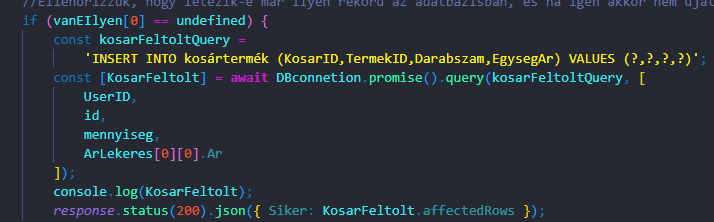 //Ellenőrizzük, hogy létezik-e már ilyen rekord az adatbázisban, és ha igen akkor nem újat
if (vanEIlyen[0] == undefined) {
    const kosarFeltoltQuery =
        'INSERT INTO kosártermék (KosarID,TermekID,Darabszam,EgysegAr) VALUES (?,?,?,?)';
    const [KosarFeltolt] = await DBconnetion.promise().query(kosarFeltoltQuery, [
        UserID,
        id,
        mennyiseg,
        ArLekeres[0][0].Ar
    ]);
    console.log(KosarFeltolt);
    response.status(200).json({ Siker: KosarFeltolt.affectedRows });